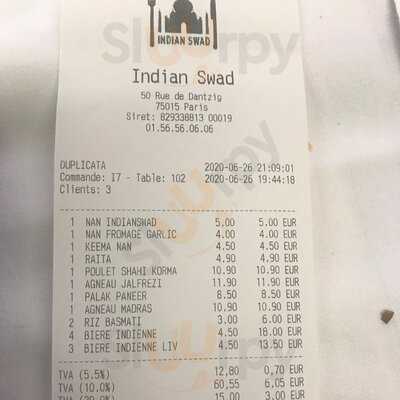 INDIAN SWAD
Indian Swad
50 Rue de Dantzig
75015 Paris
Siret: 829338813 00019
01.56.56.06.06
DUPLICATA 2020-06-26 21:09:01
Commande: I7 - Table: 102 2020-06-26 19:44:18
Clients: 3
1 NAN INDIANSWAD 5.00 5.00 EUR
1 NAN FROMAGE GARLIC 4.00 4.00 EUR
1 KEEMA NAN 4.50 4.50 EUR
1 RAITA 4.90 4.90 EUR
1 POULET SHAHI KORMA 10.90 10.90 EUR
1 AGNEAU JALFREZI 11.90 11.90 EUR
1 PALAK PANEER 8.50 8.50 EUR
1 AGNEAU MADRAS 10.90 10.90 EUR
2 RIZ BASMATI 3.00 6.00 EUR
4 BIERE INDIENNE 4.50 18.00 EUR
3 BIERE INDIENNE LIV 4.50 13.50 EUR
TVA (5.5%) 12,80 0,70 EUR
TVA (10.0%) 60,55 6,05 EUR
TVA (20.0%) 15,00 3,00 EUR
Sluurpy